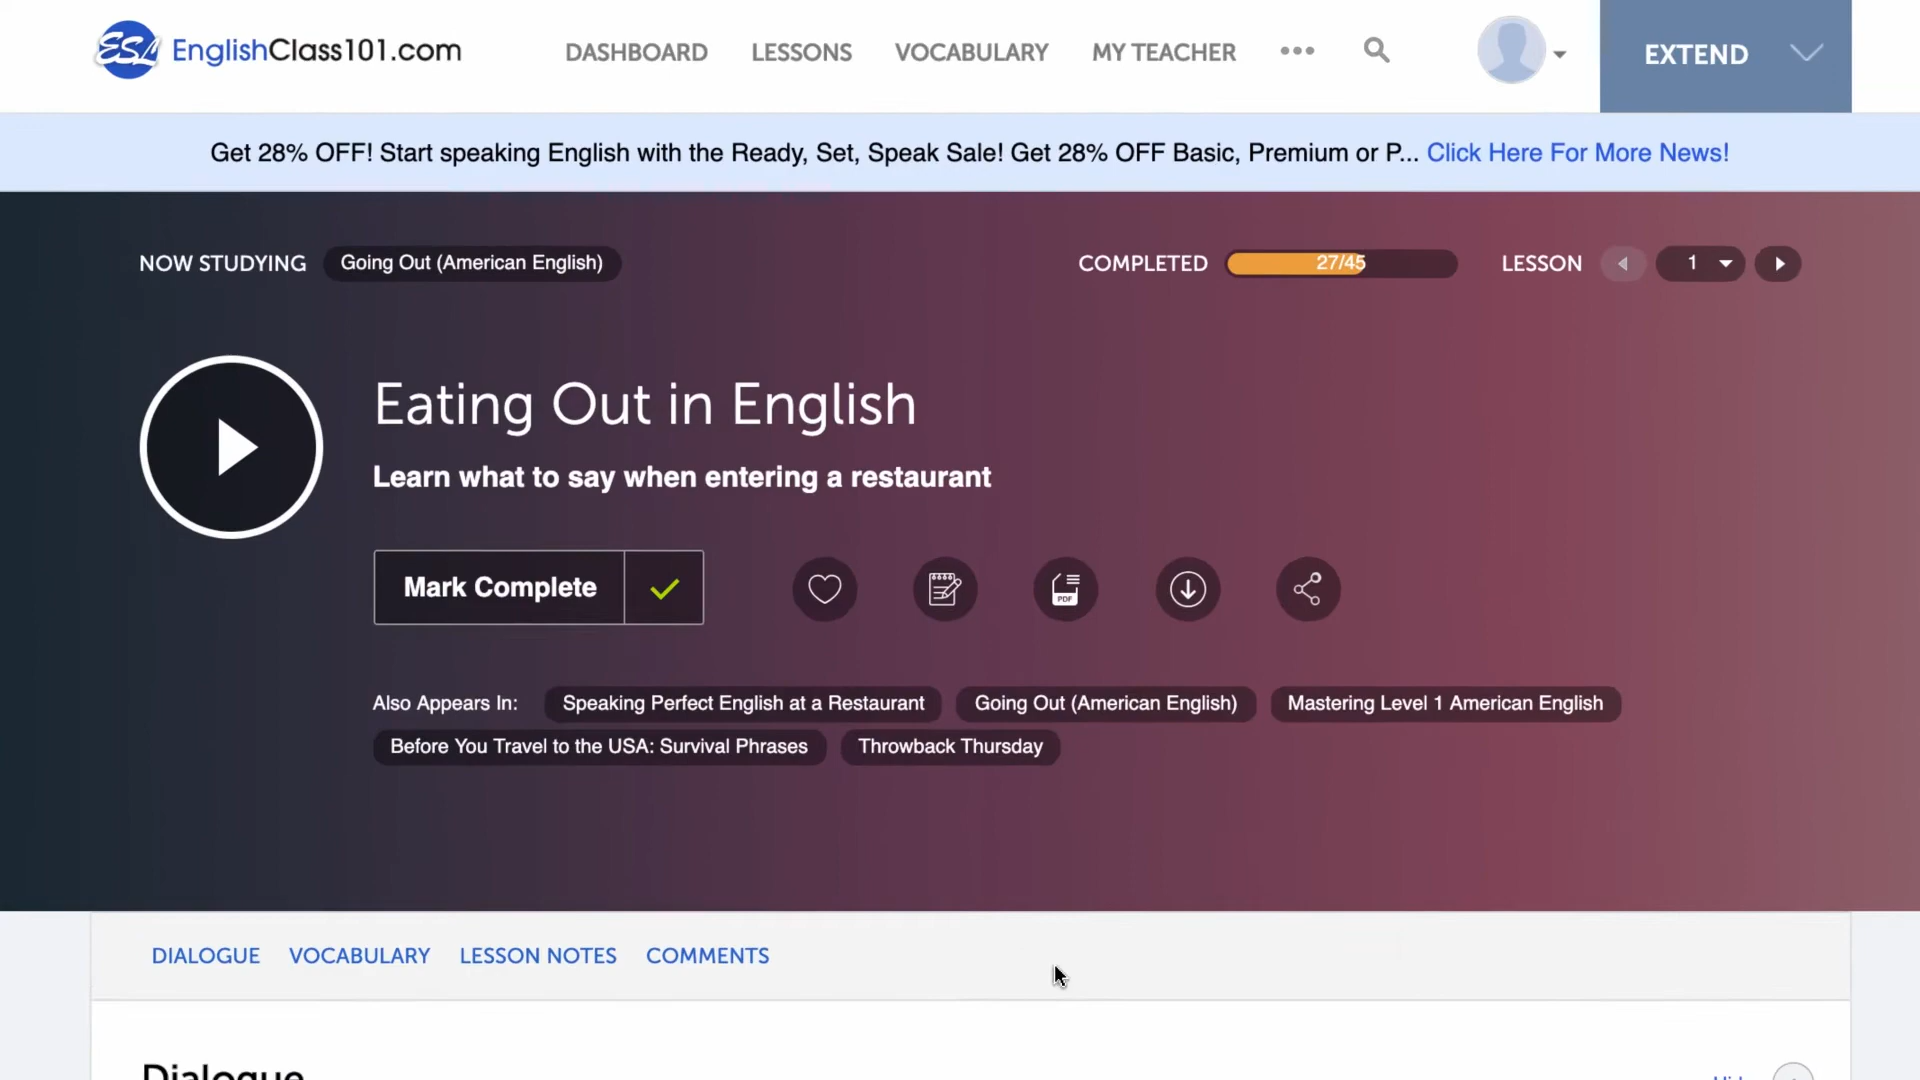 ESL EnglishClass101.com DASHBOARD LESSONS VOCABULARY MY TEACHER EXTEND
Get 28% OFF! Start speaking English with the Ready, Set, Speak Sale! Get 28% OFF Basic, Premium or P... Click Here For More News!
NOW STUDYING Going Out (American English) COMPLETED 27/45 LESSON 1
Eating Out in English
Learn what to say when entering a restaurant
Mark Complete
PDF
Also Appears In: Speaking Perfect English at a Restaurant Going Out (American English) Mastering Level 1 American English
Before You Travel to the USA: Survival Phrases Throwback Thursday
DIALOGUE VOCABULARY LESSON NOTES COMMENTS
Dialogue